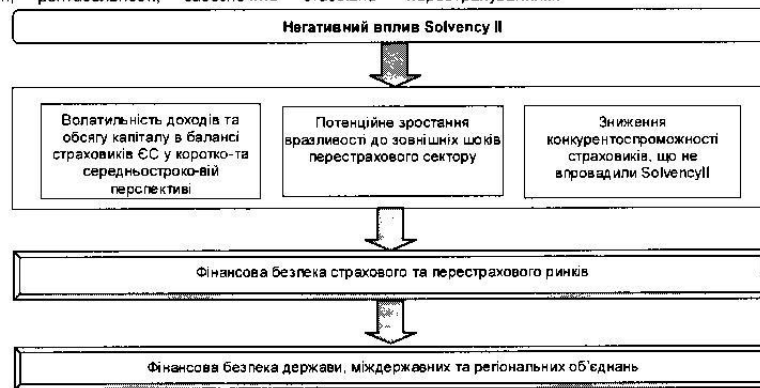 Негативний вплив Solvency II
Волатильність доходів та
обсягу капіталу в балансі
страховиків ЄС у коротко-та
середньостроко-вій
перспективі
Потенційне зростання
вразливості до зовнішніх шоків
перестрахового сектору
Зниження
конкурентоспроможності
страховиків, що не
впровадили SolvencyII
Фінансова безпека страхового та перестрахового ринків
Фінансова безпека держави, міждержавних та регіональних об'єднань